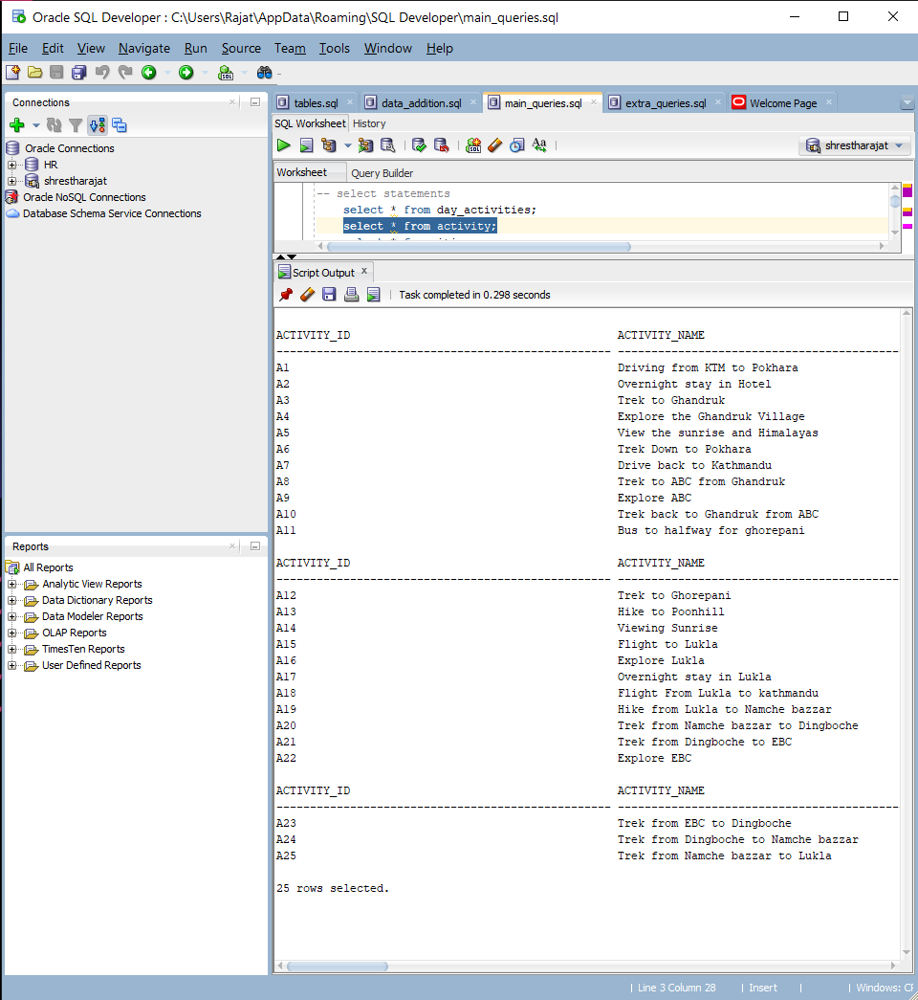 Oracle SQL Developer : C:\Users\Rajat\AppData\Roaming\SQL Developer\main_queries.sql
File Edit View Navigate Run Source Team Tools Window Help
Connections
Oracle Connections
HR
shrestharajat
Oracle NoSQL Connections
Database Schema Service Connections
Reports
All Reports
Analytic View Reports
Data Dictionary Reports
Data Modeler Reports
OLAP Reports
TimesTen Reports
User Defined Reports
tables.sql data_addition.sql main_queries.sql extra_queries.sql Welcome Page
SQL Worksheet History
shrestharajat
Worksheet Query Builder
-- select statements
select * from day_activities;
select * from activity;
Script Output
Task completed in 0.298 seconds
ACTIVITY_ID ACTIVITY_NAME
A1 Driving from KTM to Pokhara
A2 Overnight stay in Hotel
A3 Trek to Ghandruk
A4 Explore the Ghandruk Village
A5 View the sunrise and Himalayas
A6 Trek Down to Pokhara
A7 Drive back to Kathmandu
A8 Trek to ABC from Ghandruk
A9 Explore ABC
A10 Trek back to Ghandruk from ABC
A11 Bus to halfway for ghorepani
ACTIVITY_ID ACTIVITY_NAME
A12 Trek to Ghorepani
A13 Hike to Poonhill
A14 Viewing Sunrise
A15 Flight to Lukla
A16 Explore Lukla
A17 Overnight stay in Lukla
A18 Flight From Lukla to kathmandu
A19 Hike from Lukla to Namche bazzar
A20 Trek from Namche bazzar to Dingboche
A21 Trek from Dingboche to EBC
A22 Explore EBC
ACTIVITY_ID ACTIVITY_NAME
A23 Trek from EBC to Dingboche
A24 Trek from Dingboche to Namche bazzar
A25 Trek from Namche bazzar to Lukla
25 rows selected.
Line 3 Column 28 Insert Windows: